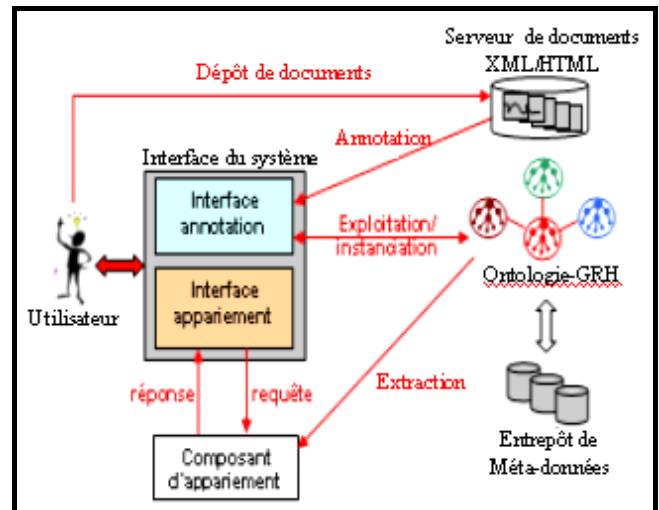 Serveur de documents
XML/HTML
Dépôt de documents
Annotation
Interface du système
Interface
annotation
Exploitation/
instanciation
Ontologie-GRH
Utilisateur
Interface
appariement
réponse
requête
Extraction
Composant
d'appariement
Entrepôt de
Méta-données